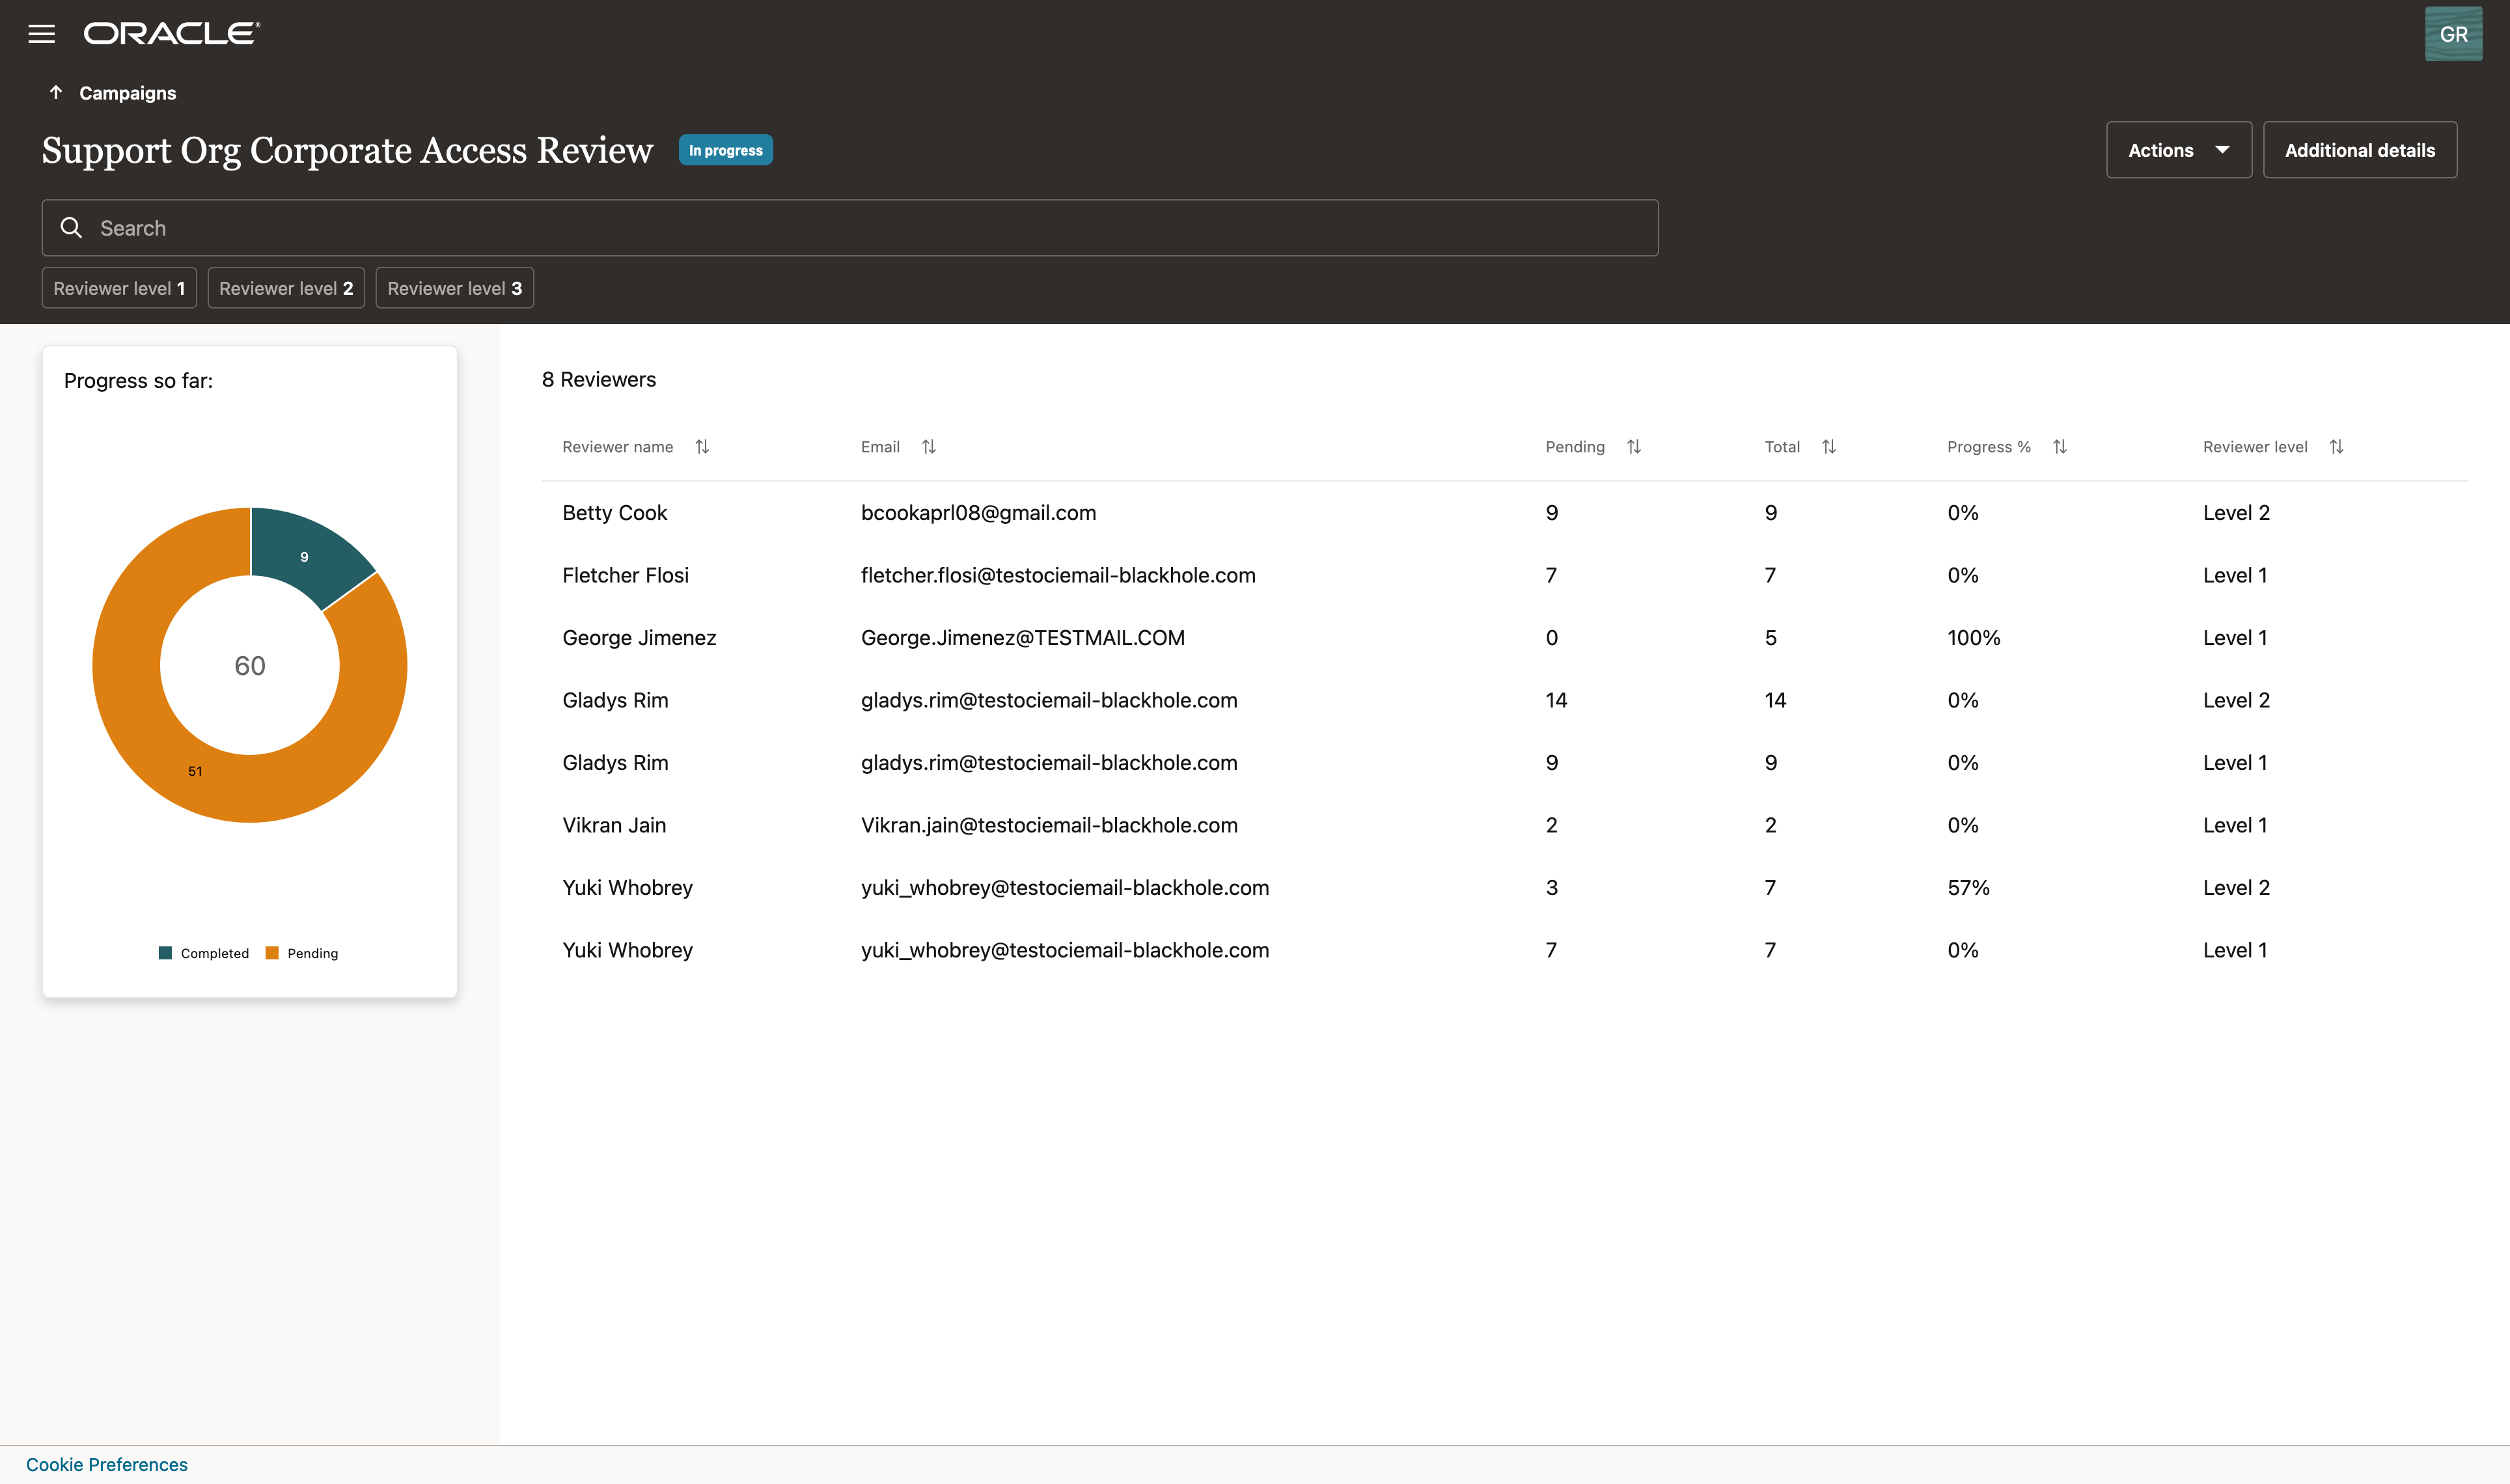 ORACLE®
GR
Campaigns
Support Org Corporate Access Review In progress
Actions Additional details
Search
Reviewer level 1 Reviewer level 2 Reviewer level 3
Progress so far:
9
60
51
Completed Pending
8 Reviewers
Reviewer name Email Pending Total Progress % Reviewer level
Betty Cook bcookaprl08@gmail.com 9 9 0% Level 2
Fletcher Flosi fletcher.flosi@testociemail-blackhole.com 7 7 0% Level 1
George Jimenez George.Jimenez@TESTMAIL.COM 0 5 100% Level 1
Gladys Rim gladys.rim@testociemail-blackhole.com 14 14 0% Level 2
Gladys Rim gladys.rim@testociemail-blackhole.com 9 9 0% Level 1
Vikran Jain Vikran.jain@testociemail-blackhole.com 2 2 0% Level 1
Yuki Whobrey yuki_whobrey@testociemail-blackhole.com 3 7 57% Level 2
Yuki Whobrey yuki_whobrey@testociemail-blackhole.com 7 7 0% Level 1
Cookie Preferences